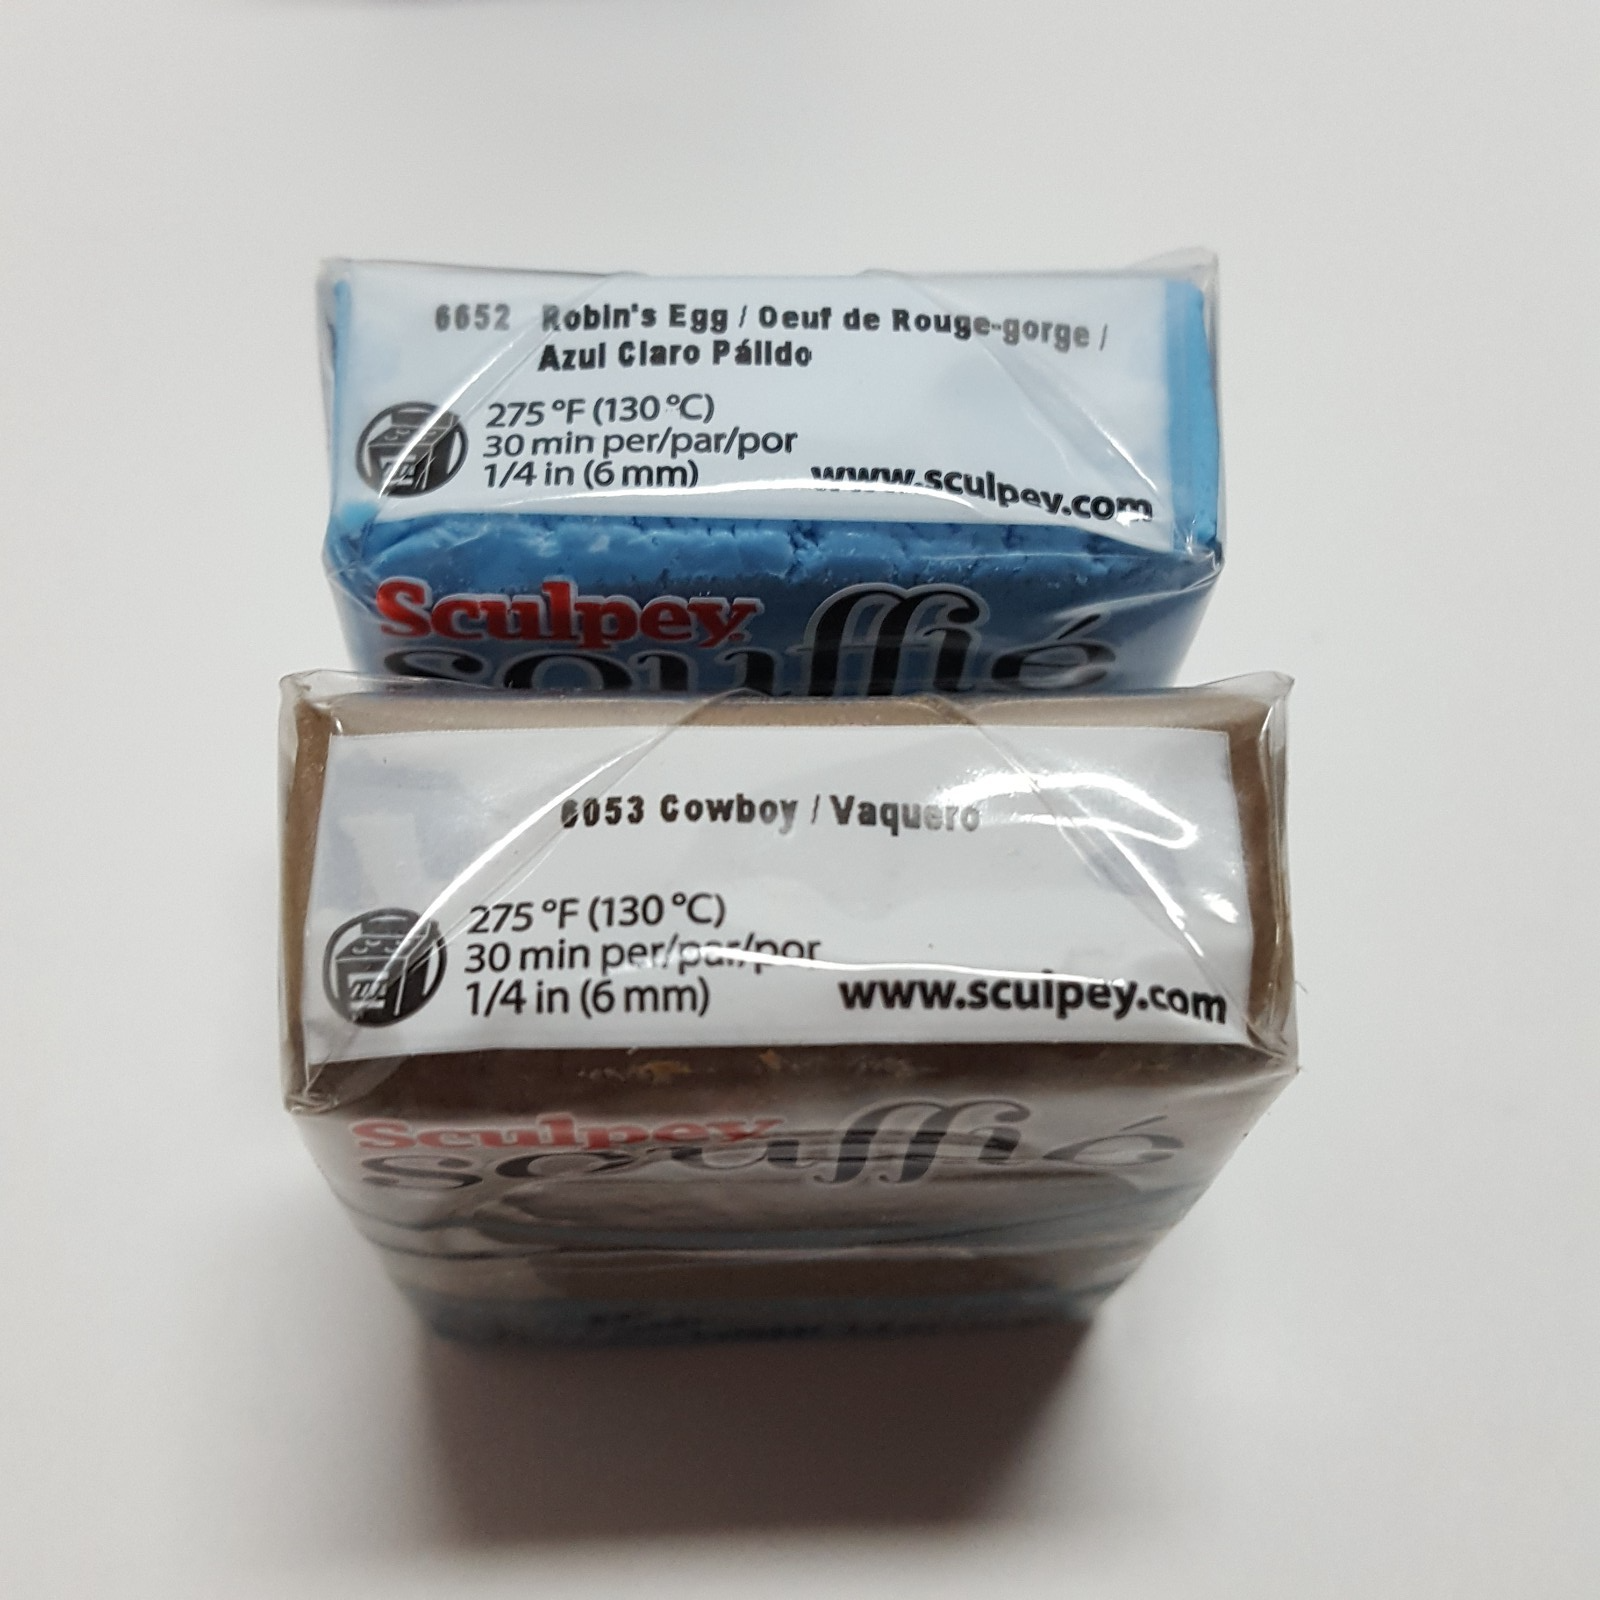 6652 Robin's Egg / Oeuf de Rouge-gorge /
Azul Claro Pálido
275 °F (130 °C)
30 min per/par/por
1/4 in (6 mm)
www.sculpey.com
Sculpey
soufflé
6053 Cowboy / Vaquero
275 °F (130 °C)
30 min per/par/por
1/4 in (6 mm)
www.sculpey.com
Sculpey
soufflé